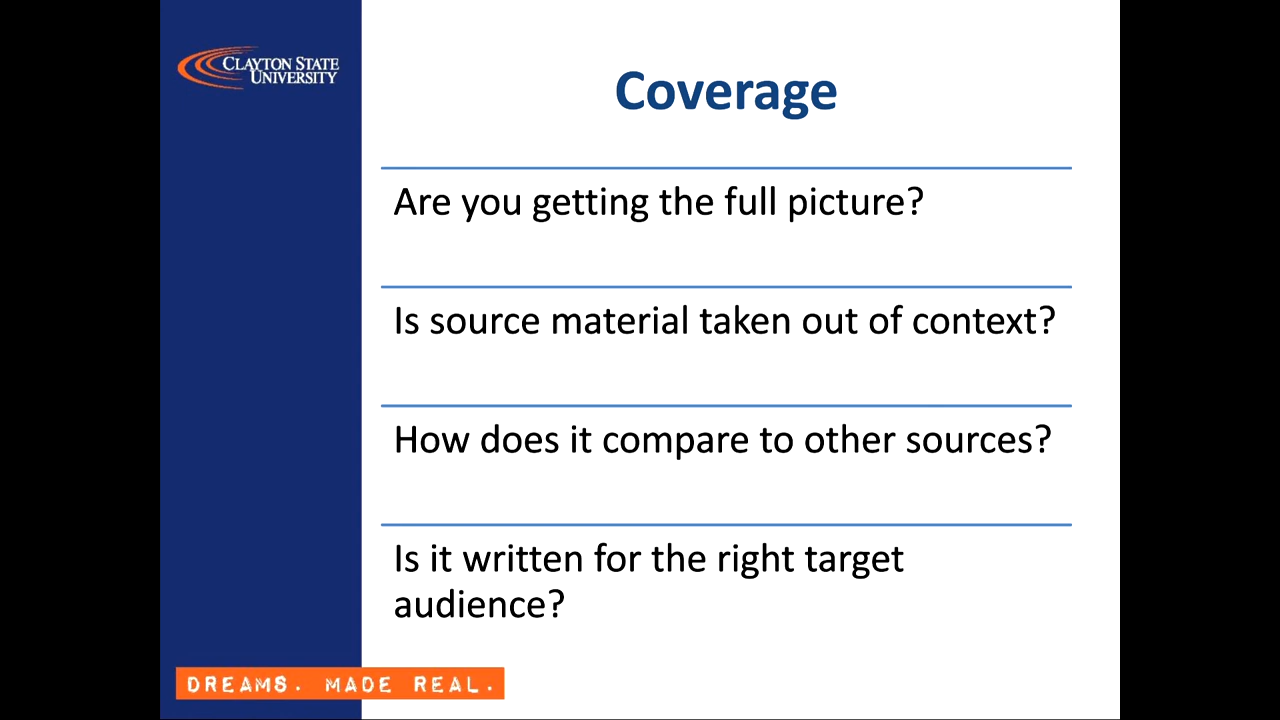 CLAYTON STATE
UNIVERSITY
Coverage
Are you getting the full picture?
Is source material taken out of context?
How does it compare to other sources?
Is it written for the right target
audience?
DREAMS. MADE REAL.